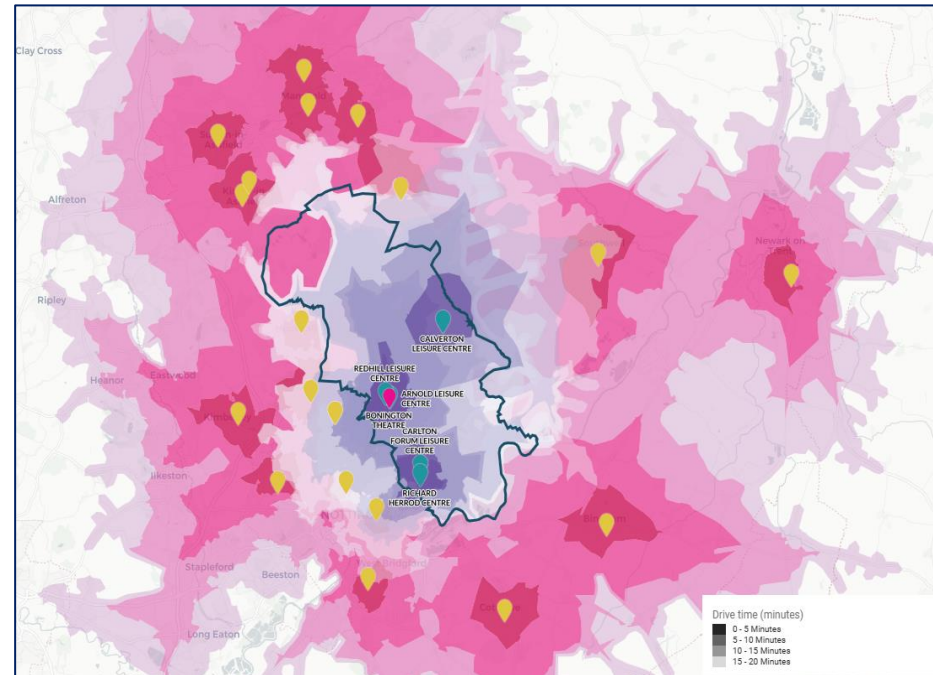 Clay Cross
Alfreton
Ripley
Heanor
Eastwood
Newark on
Trent
CALVERTON
LEISURE CENTRE
REDHILL LEISURE
CENTRE
ARNOLD LEISURE
CENTRE
BONINGTON
THEATRE
CARLTON
FORUM LEISURE
CENTRE
RICHARD
HERROD CENTRE
Ilkeston
Stapleford
Beeston
Long Eaton
Drive time (minutes)
0 - 5 Minutes
5 - 10 Minutes
10 - 15 Minutes
15 - 20 Minutes